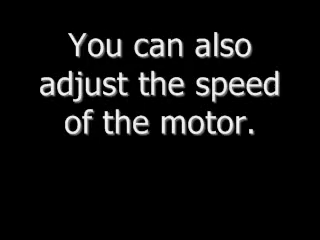 You can also
adjust the speed
of the motor.